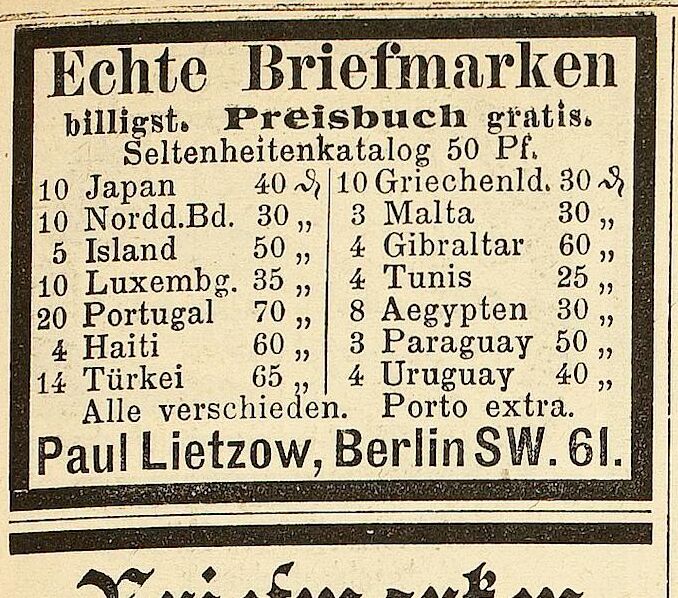 Echte Briefmarken
billigst. Preisbuch gratis.
Seltenheitenkatalog 50 Pf.
10 Japan 40 ₰
10 Nordd.Bd. 30 „
5 Island 50 „
10 Luxembg. 35 „
20 Portugal 70 „
4 Haiti 60 „
14 Türkei 65 „
10 Griechenld. 30 ₰
3 Malta 30 „
4 Gibraltar 60 „
4 Tunis 25 „
8 Aegypten 30 „
3 Paraguay 50 „
4 Uruguay 40 „
Alle verschieden. Porto extra.
Paul Lietzow, Berlin SW. 61.
Briefmarken